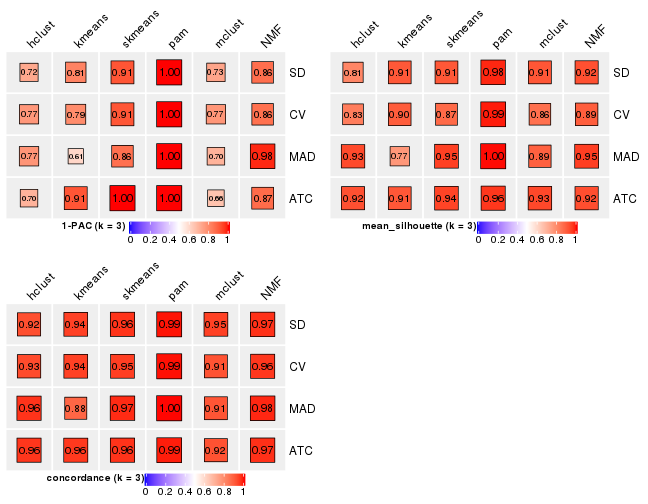 hclust kmeans skmeans pam mclust NMF
0.72 0.81 0.91 1.00 0.73 0.86 SD
0.77 0.79 0.91 1.00 0.77 0.86 CV
0.77 0.61 0.86 1.00 0.70 0.98 MAD
0.70 0.91 1.00 1.00 0.66 0.87 ATC
1-PAC (k = 3)
0 0.2 0.4 0.6 0.8 1
hclust kmeans skmeans pam mclust NMF
0.81 0.91 0.91 0.98 0.91 0.92 SD
0.83 0.90 0.87 0.99 0.86 0.89 CV
0.93 0.77 0.95 1.00 0.89 0.95 MAD
0.92 0.91 0.94 0.96 0.93 0.92 ATC
mean_silhouette (k = 3)
0 0.2 0.4 0.6 0.8 1
hclust kmeans skmeans pam mclust NMF
0.92 0.94 0.96 0.99 0.95 0.97 SD
0.93 0.94 0.95 0.99 0.91 0.96 CV
0.96 0.88 0.97 1.00 0.91 0.98 MAD
0.96 0.96 0.96 0.99 0.92 0.97 ATC
concordance (k = 3)
0 0.2 0.4 0.6 0.8 1